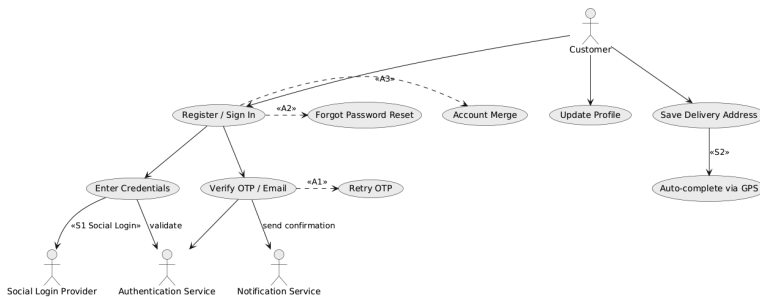 Customer
«A3»
Register / Sign In
«A2»
Forgot Password Reset
Account Merge
Update Profile
Save Delivery Address
«S2»
Enter Credentials
Verify OTP / Email
«A1»
Retry OTP
Auto-complete via GPS
«S1 Social Login»
validate
send confirmation
Social Login Provider
Authentication Service
Notification Service